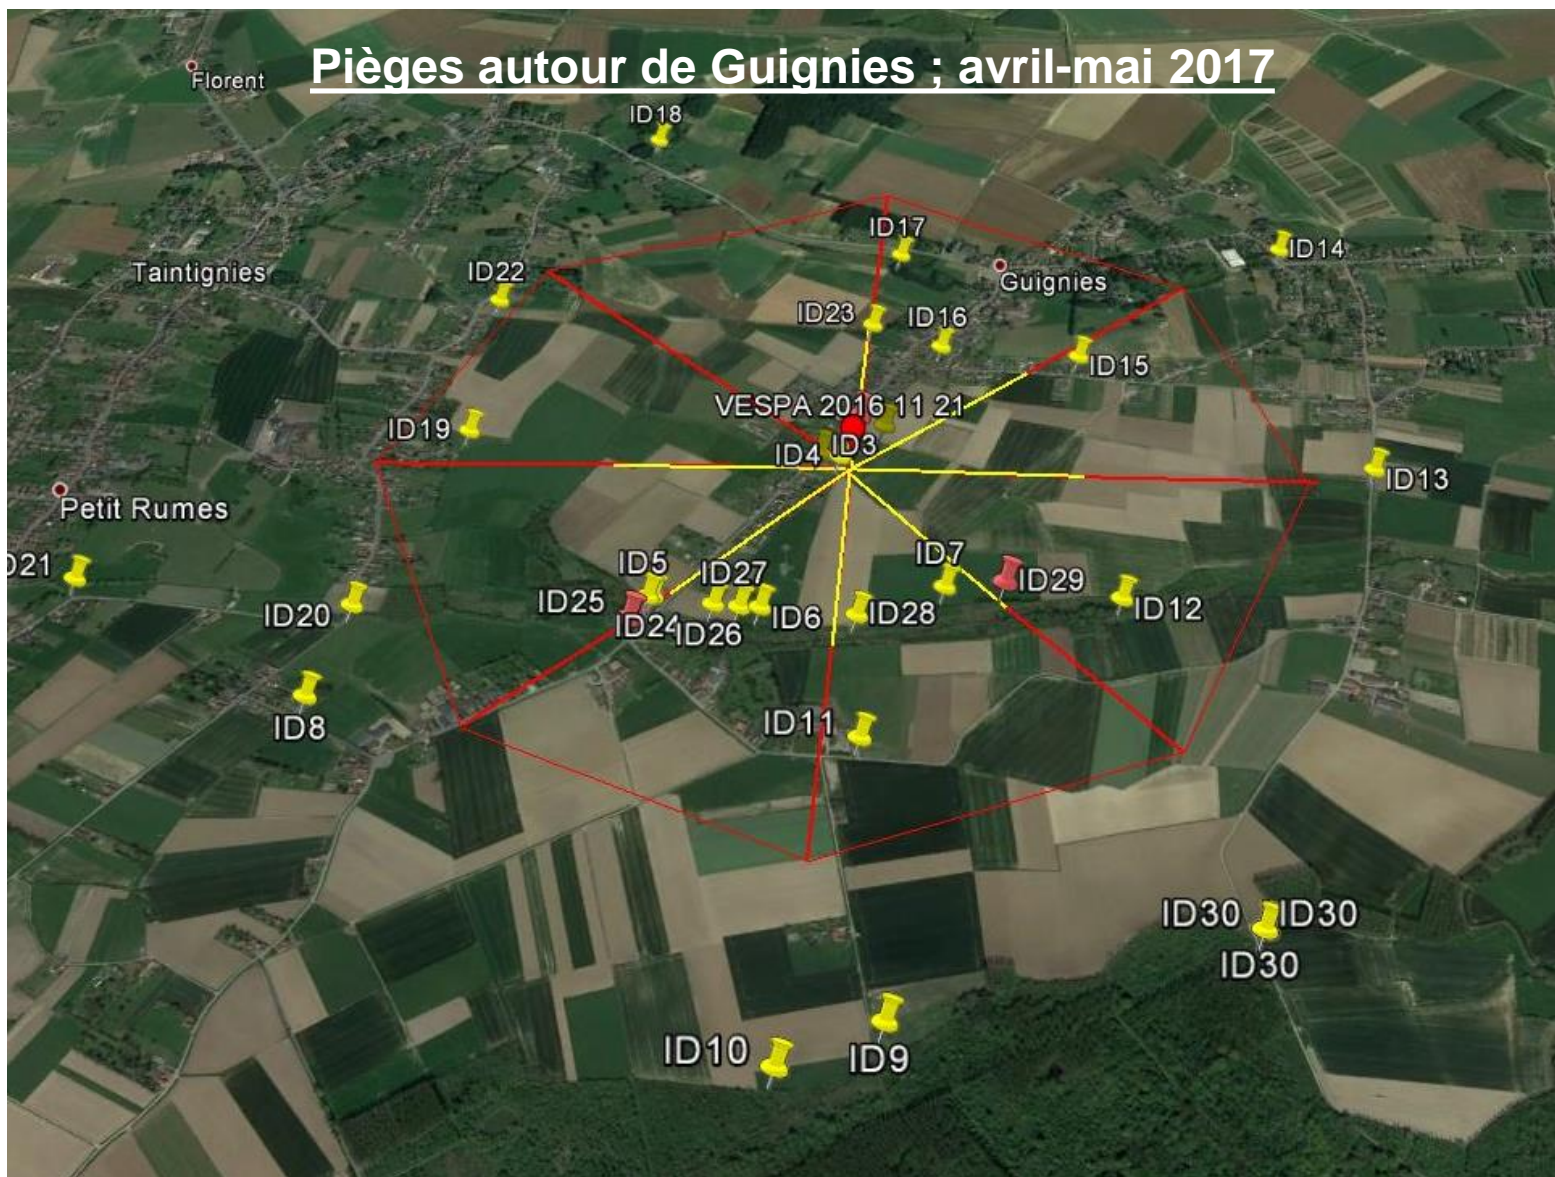 Pièges autour de Guignies ; avril-mai 2017
Florent
ID18
ID17
ID14
Taintignies
ID22
Guignies
ID23
ID16
ID15
VESPA 2016 11 21
ID19
ID3
ID4
ID13
Petit Rumes
D21
ID5
ID27
ID7
ID29
ID20
ID25
ID24
ID26
ID6
ID28
ID12
ID8
ID11
ID30
ID30
ID30
ID10
ID9